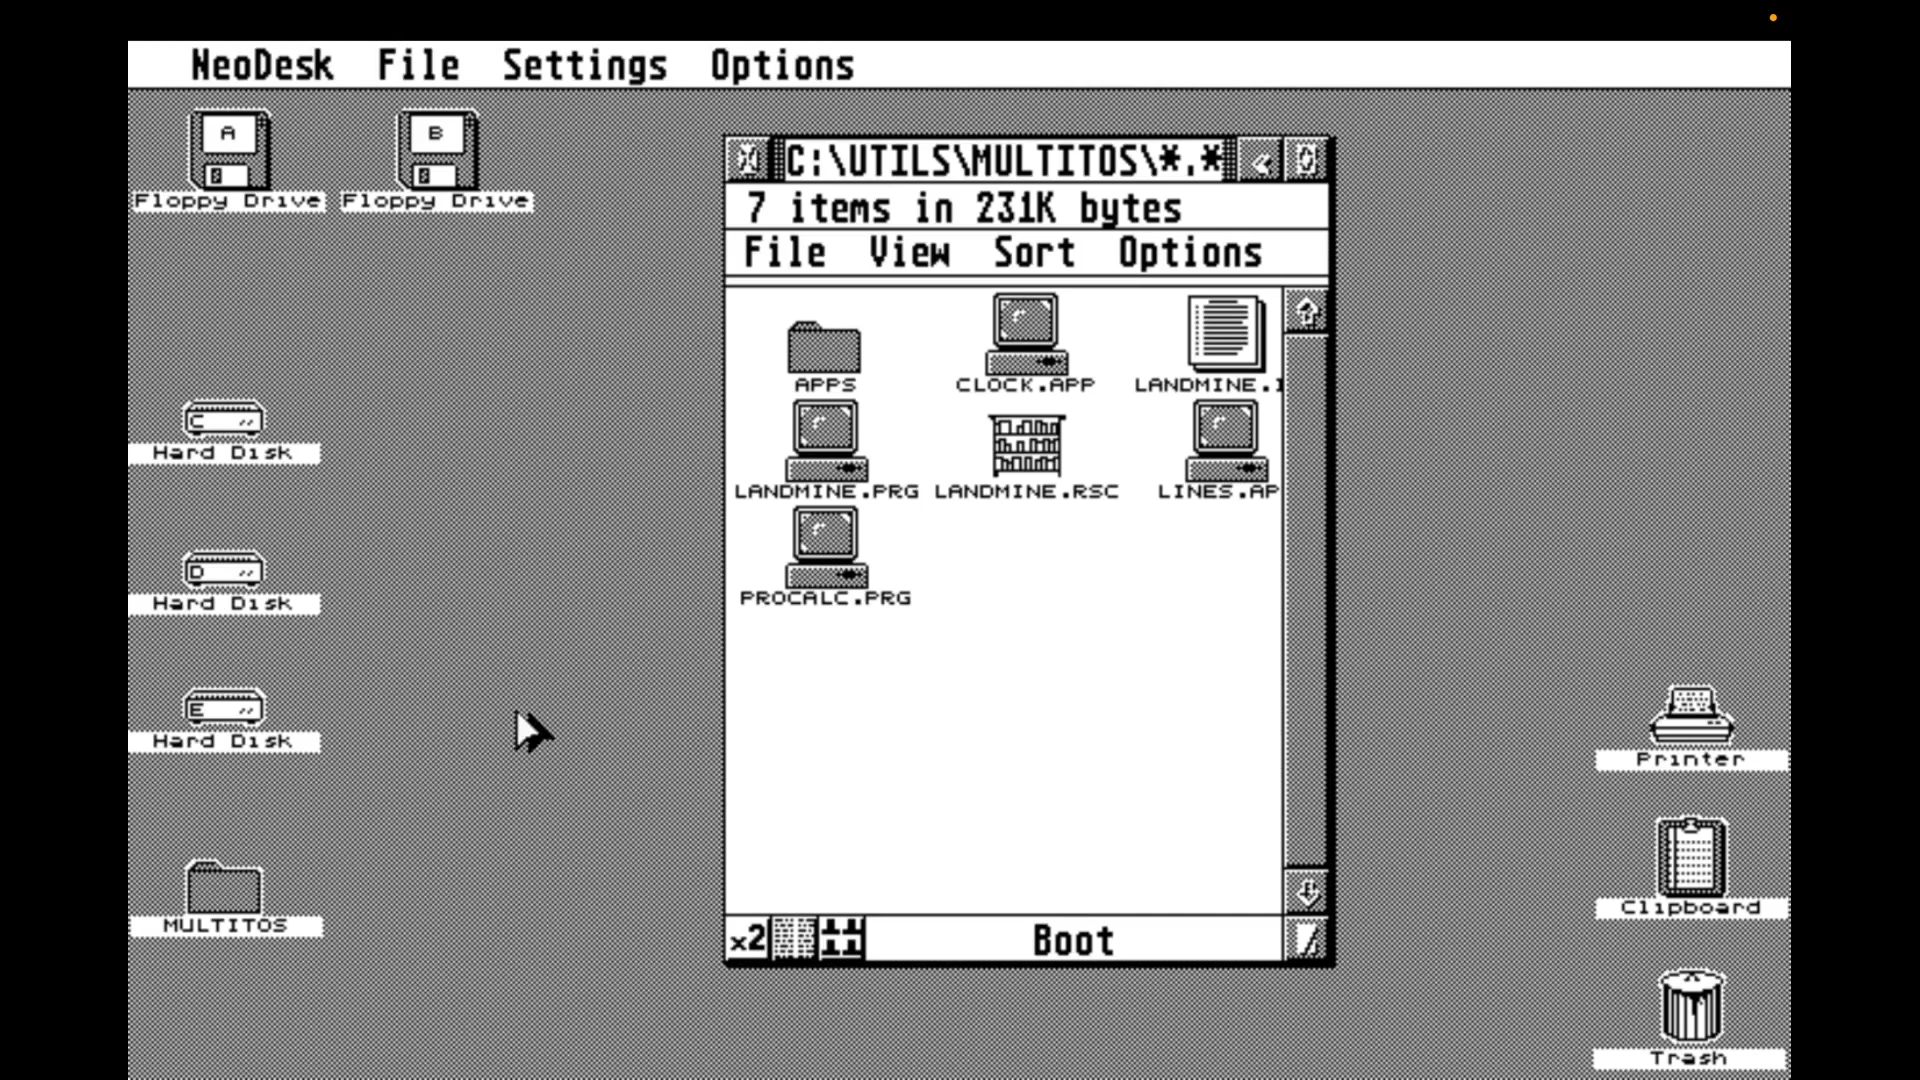 NeoDesk File Settings Options
A
B
Floppy Drive
Floppy Drive
C:\UTILS\MULTITOS\*.*
7 items in 231K bytes
File View Sort Options
APPS
CLOCK.APP
LANDMINE.I
LANDMINE.PRG
LANDMINE.RSC
LINES.AP
PROCALC.PRG
x2
Boot
C
Hard Disk
D
Hard Disk
E
Hard Disk
MULTITOS
Printer
Clipboard
Trash